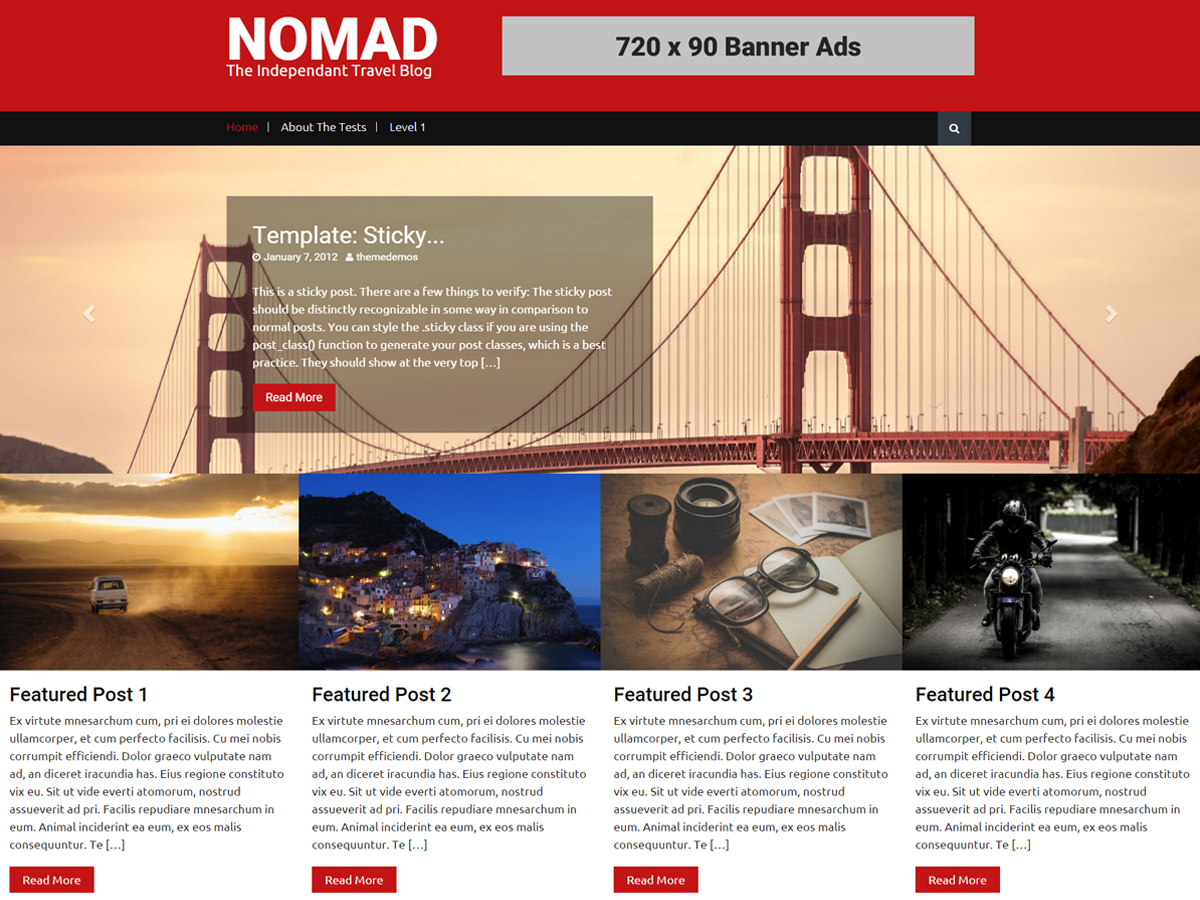 NOMAD
The Independant Travel Blog
720 x 90 Banner Ads
Home | About The Tests | Level 1
Template: Sticky...
January 7, 2012 themedemos
This is a sticky post. There are a few things to verify: The sticky post
should be distinctly recognizable in some way in comparison to
normal posts. You can style the .sticky class if you are using the
post_class() function to generate your post classes, which is a best
practice. They should show at the very top […]
Read More
Featured Post 1
Ex virtute mnesarchum cum, pri ei dolores molestie
ullamcorper, et cum perfecto facilisis. Cu mei nobis
corrumpit efficiendi. Dolor graeco vulputate nam
ad, an diceret iracundia has. Eius regione constituto
vix eu. Sit ut vide everti atomorum, nostrud
assueverit ad pri. Facilis repudiare mnesarchum in
eum. Animal inciderint ea eum, ex eos malis
consequuntur. Te […]
Read More
Featured Post 2
Ex virtute mnesarchum cum, pri ei dolores molestie
ullamcorper, et cum perfecto facilisis. Cu mei nobis
corrumpit efficiendi. Dolor graeco vulputate nam
ad, an diceret iracundia has. Eius regione constituto
vix eu. Sit ut vide everti atomorum, nostrud
assueverit ad pri. Facilis repudiare mnesarchum in
eum. Animal inciderint ea eum, ex eos malis
consequuntur. Te […]
Read More
Featured Post 3
Ex virtute mnesarchum cum, pri ei dolores molestie
ullamcorper, et cum perfecto facilisis. Cu mei nobis
corrumpit efficiendi. Dolor graeco vulputate nam
ad, an diceret iracundia has. Eius regione constituto
vix eu. Sit ut vide everti atomorum, nostrud
assueverit ad pri. Facilis repudiare mnesarchum in
eum. Animal inciderint ea eum, ex eos malis
consequuntur. Te […]
Read More
Featured Post 4
Ex virtute mnesarchum cum, pri ei dolores molestie
ullamcorper, et cum perfecto facilisis. Cu mei nobis
corrumpit efficiendi. Dolor graeco vulputate nam
ad, an diceret iracundia has. Eius regione constituto
vix eu. Sit ut vide everti atomorum, nostrud
assueverit ad pri. Facilis repudiare mnesarchum in
eum. Animal inciderint ea eum, ex eos malis
consequuntur. Te […]
Read More